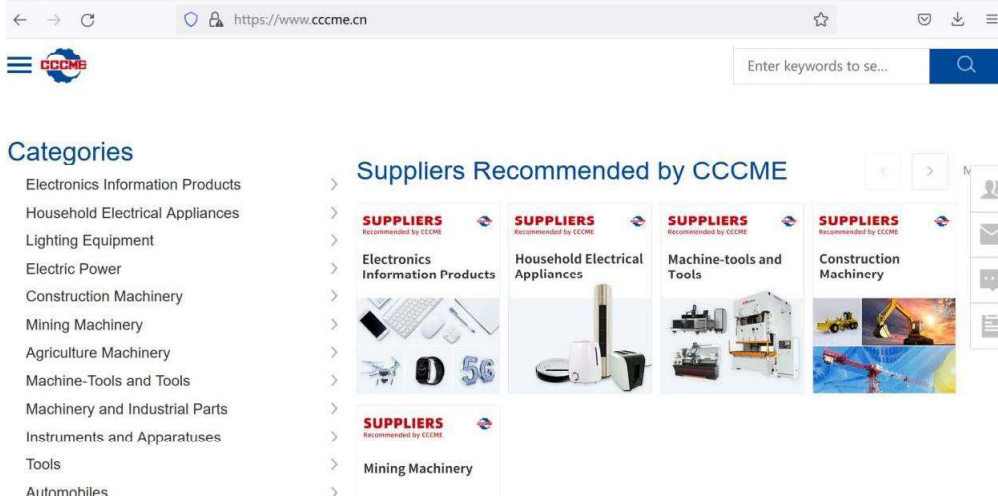 https://www.cccme.cn
CCCME
Enter keywords to se...
Categories
Electronics Information Products
Household Electrical Appliances
Lighting Equipment
Electric Power
Construction Machinery
Mining Machinery
Agriculture Machinery
Machine-Tools and Tools
Machinery and Industrial Parts
Instruments and Apparatuses
Tools
Automobiles
Suppliers Recommended by CCCME
SUPPLIERS
Recommended by CCCME
Electronics
Information Products
5G
SUPPLIERS
Recommended by CCCME
Household Electrical
Appliances
SUPPLIERS
Recommended by CCCME
Machine-tools and
Tools
SUPPLIERS
Recommended by CCCME
Construction
Machinery
SUPPLIERS
Recommended by CCCME
Mining Machinery